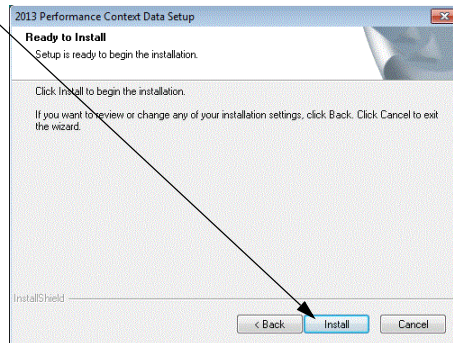 2013 Performance Context Data Setup
Ready to Install
Setup is ready to begin the installation.
Click Install to begin the installation.
If you want to review or change any of your installation settings, click Back. Click Cancel to exit
the wizard.
InstallShield
< Back Install Cancel